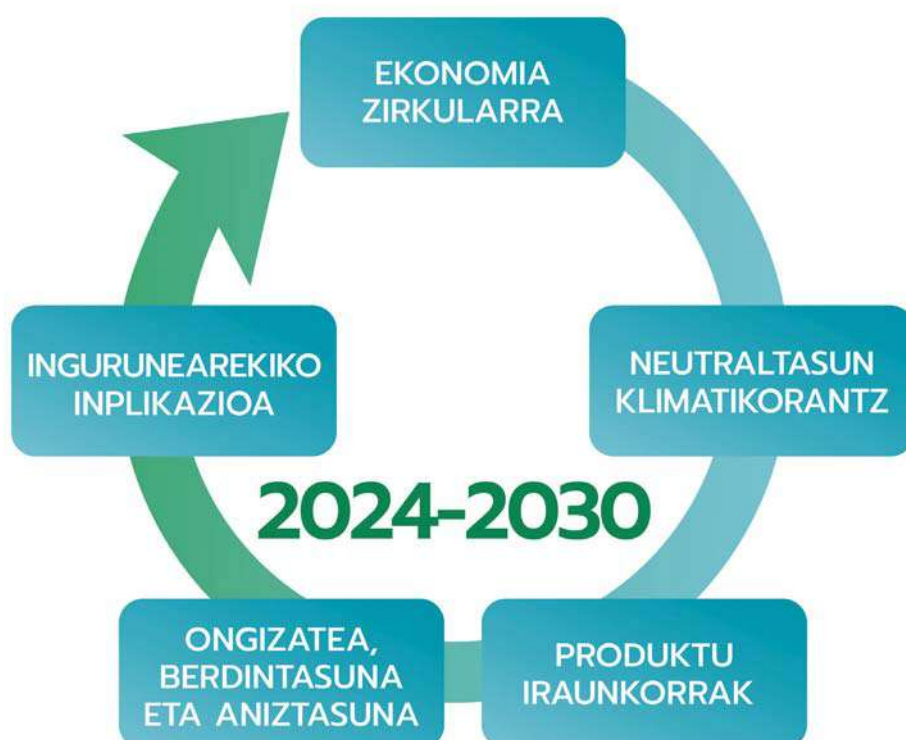 EKONOMIA
ZIRKULARRA
NEUTRALTASUN
KLIMATIKORANTZ
PRODUKTU
IRAUNKORRAK
ONGIZATEA,
BERDINTASUNA
ETA ANIZTASUNA
INGURUNEAREKIKO
INPLIKAZIOA
2024-2030